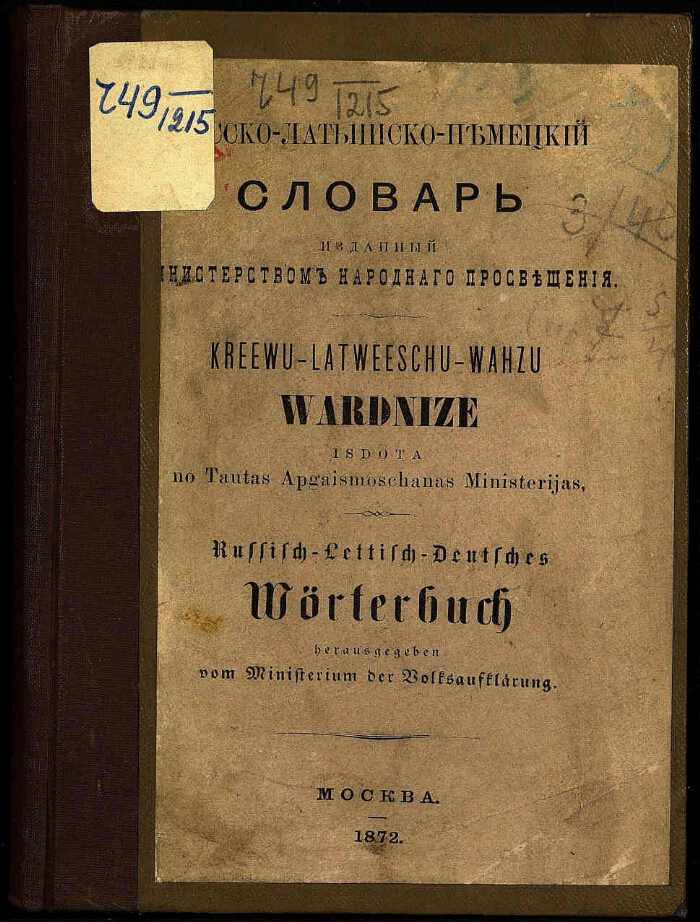 749/1215
749/1215
ССКО-ЛАТЫШСКО-НѢМЕЦКІЙ
СЛОВАРЬ
ИЗДАННЫЙ
ИНИСТЕРСТВОМЪ НАРОДНАГО ПРОСВѢЩЕНІЯ.
KREEWU-LATWEESCHU-WAHZU
WARDNIZE
ISDOTA
no Tautas Apgaismoschanas Ministerijas,
Ruſſiſch-Lettiſch-Deutſches
Wörterbuch
herausgegeben
vom Miniſterium der Volksaufklärung.
МОСКВА.
1872.